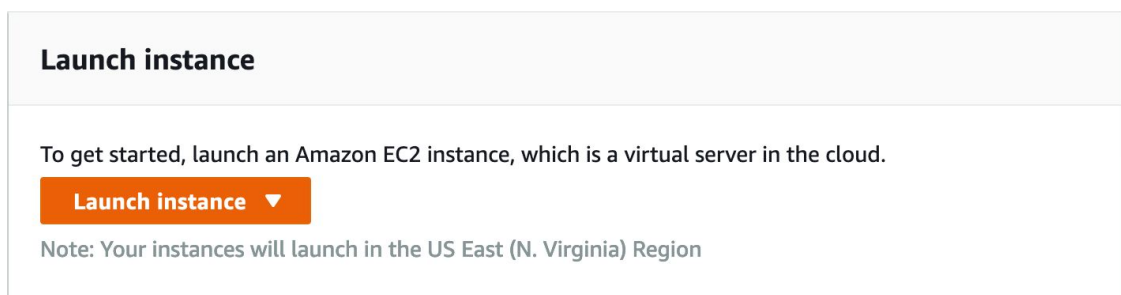 Launch instance
To get started, launch an Amazon EC2 instance, which is a virtual server in the cloud.
Launch instance
Note: Your instances will launch in the US East (N. Virginia) Region